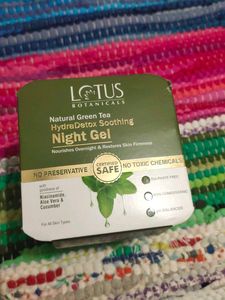 LOTUS
BOTANICALS
Natural Green Tea
HydraDetox Soothing
Night Gel
Nourishes Overnight & Restores Skin Firmness
NO PRESERVATIVE
CERTIFIED
SAFE
NO TOXIC CHEMICALS
with
goodness of
Niacinamide,
Aloe Vera &
Cucumber
For All Skin Types